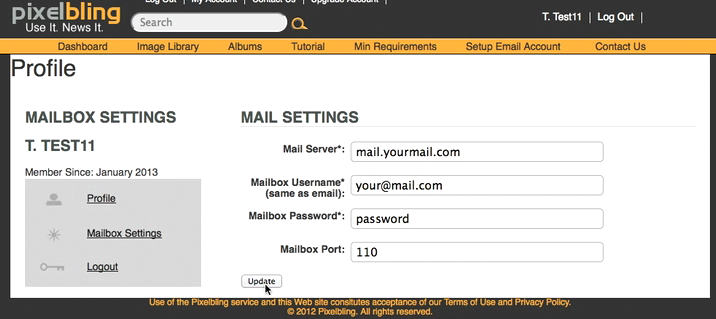 Log Out | My Account | Contact Us | Upgrade Account |
pixelbling
Use It. News It.
Search
T. Test11 | Log Out |
Dashboard Image Library Albums Tutorial Min Requirements Setup Email Account Contact Us
Profile
MAILBOX SETTINGS
T. TEST11
Member Since: January 2013
Profile
Mailbox Settings
Logout
MAIL SETTINGS
Mail Server*: mail.yourmail.com
Mailbox Username* your@mail.com
(same as email):
Mailbox Password*: password
Mailbox Port: 110
Update
Use of the Pixelbling service and this Web site consitutes acceptance of our Terms of Use and Privacy Policy.
© 2012 Pixelbling. All rights reserved.